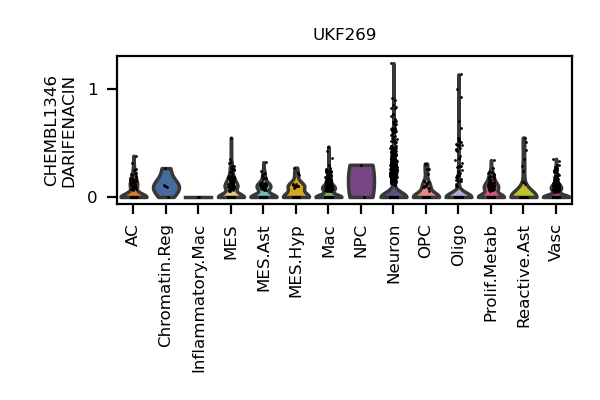 UKF269
CHEMBL1346
DARIFENACIN
1
0
AC
Chromatin.Reg
Inflammatory.Mac
MES
MES.Ast
MES.Hyp
Mac
NPC
Neuron
OPC
Oligo
Prolif.Metab
Reactive.Ast
Vasc